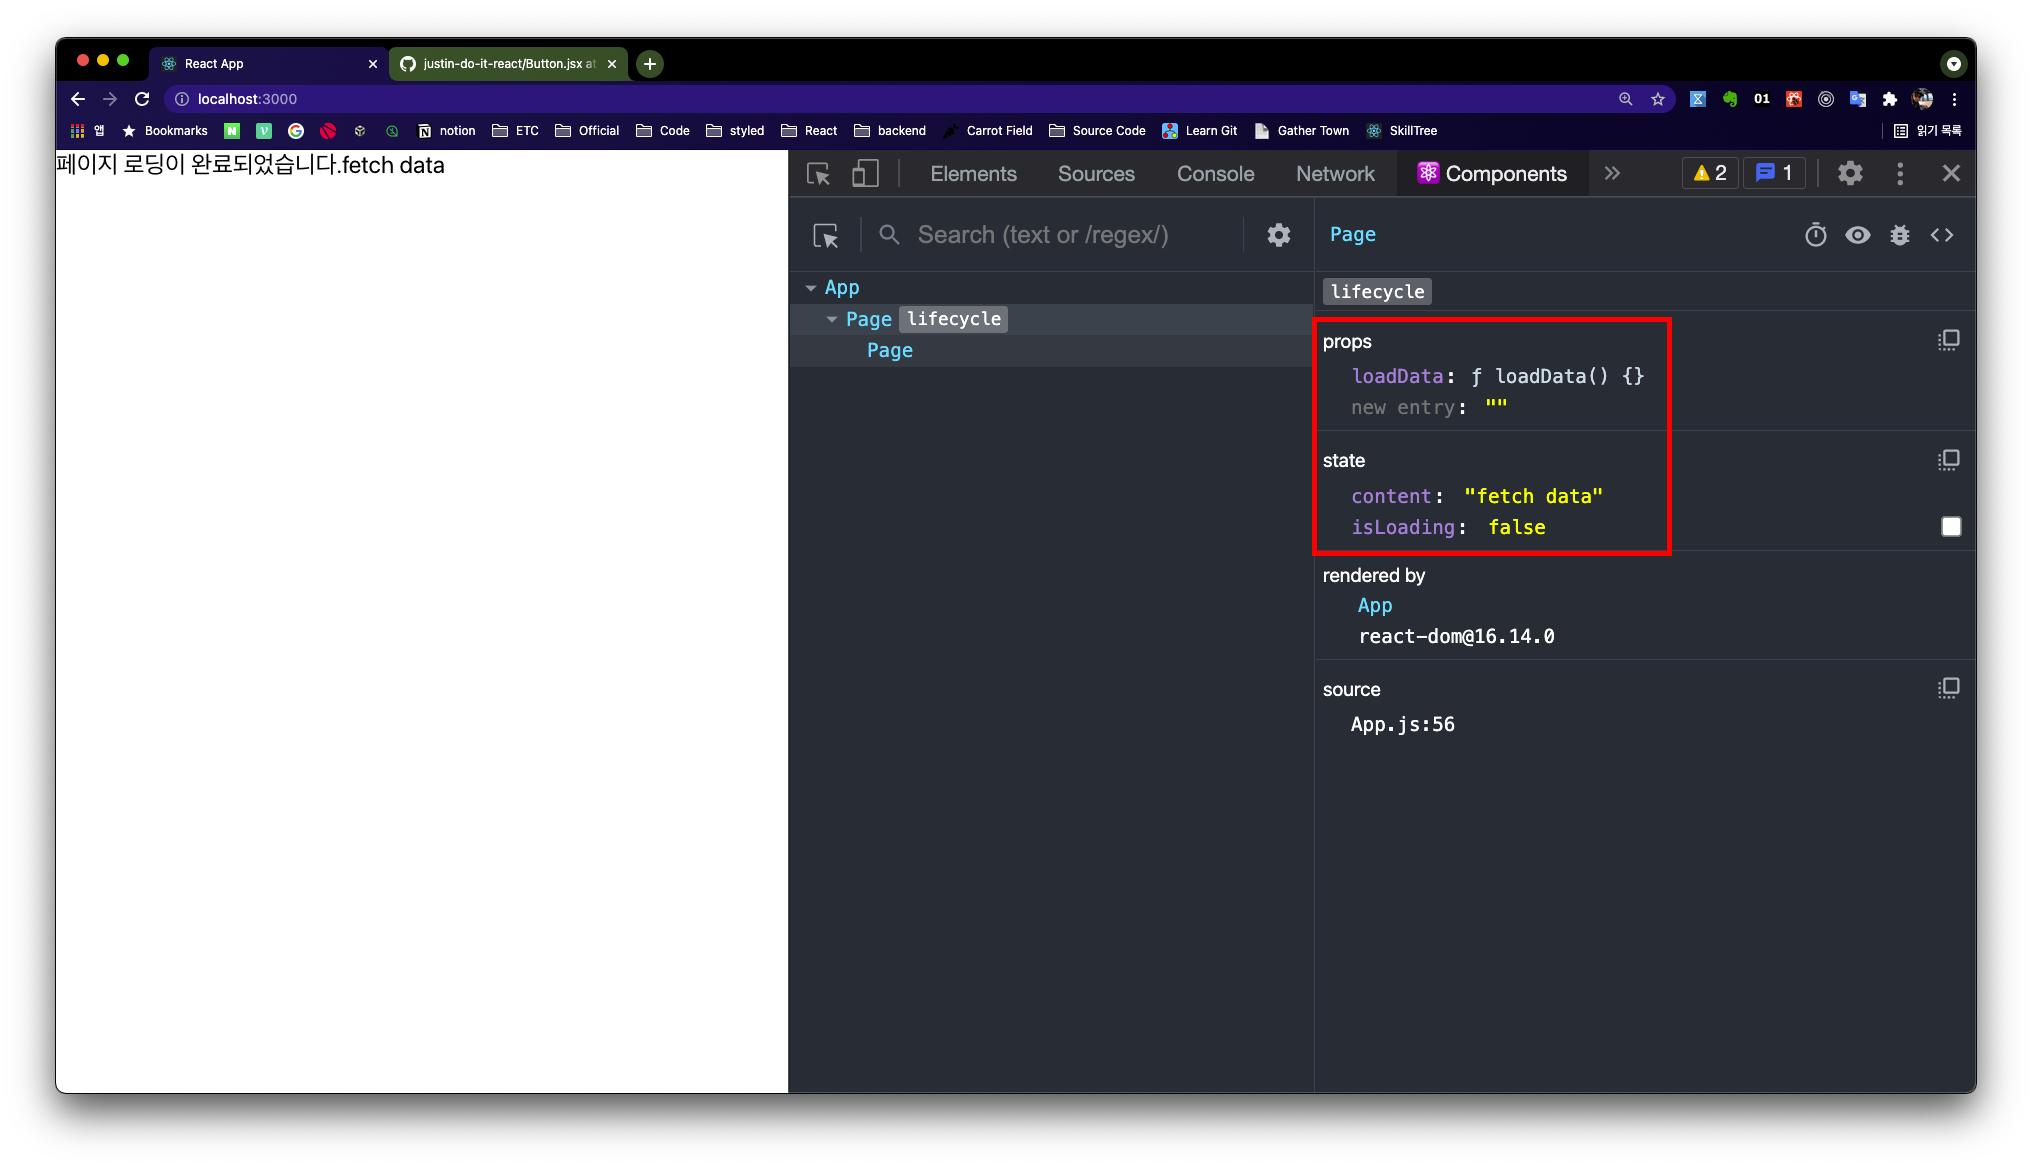 React App
justin-do-it-react/Button.jsx at
localhost:3000
01
앱
Bookmarks
notion
ETC
Official
Code
styled
React
backend
Carrot Field
Source Code
Learn Git
Gather Town
SkillTree
읽기 목록
페이지 로딩이 완료되었습니다.fetch data
Elements
Sources
Console
Network
Components
2
1
Search (text or /regex/)
App
Page lifecycle
Page
Page
lifecycle
props
loadData: ƒ loadData() {}
new entry: ""
state
content: "fetch data"
isLoading: false
rendered by
App
react-dom@16.14.0
source
App.js:56